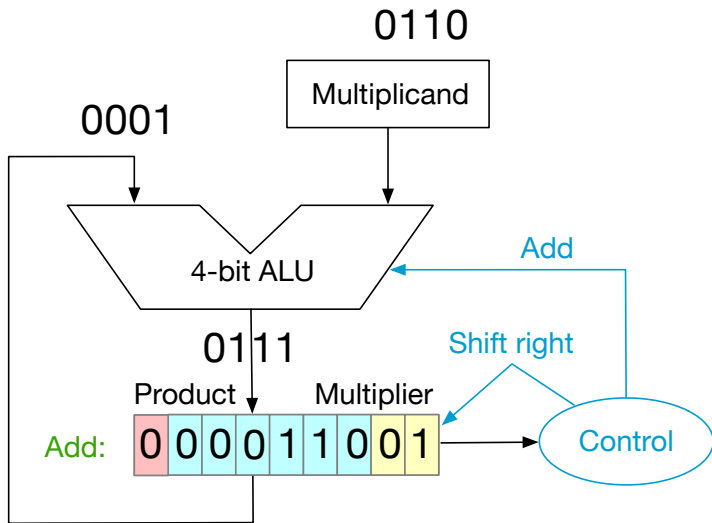 0110
Multiplicand
0001
4-bit ALU
Add
0111
Shift right
Product Multiplier
Add: 0 0 0 0 1 1 0 0 1
Control